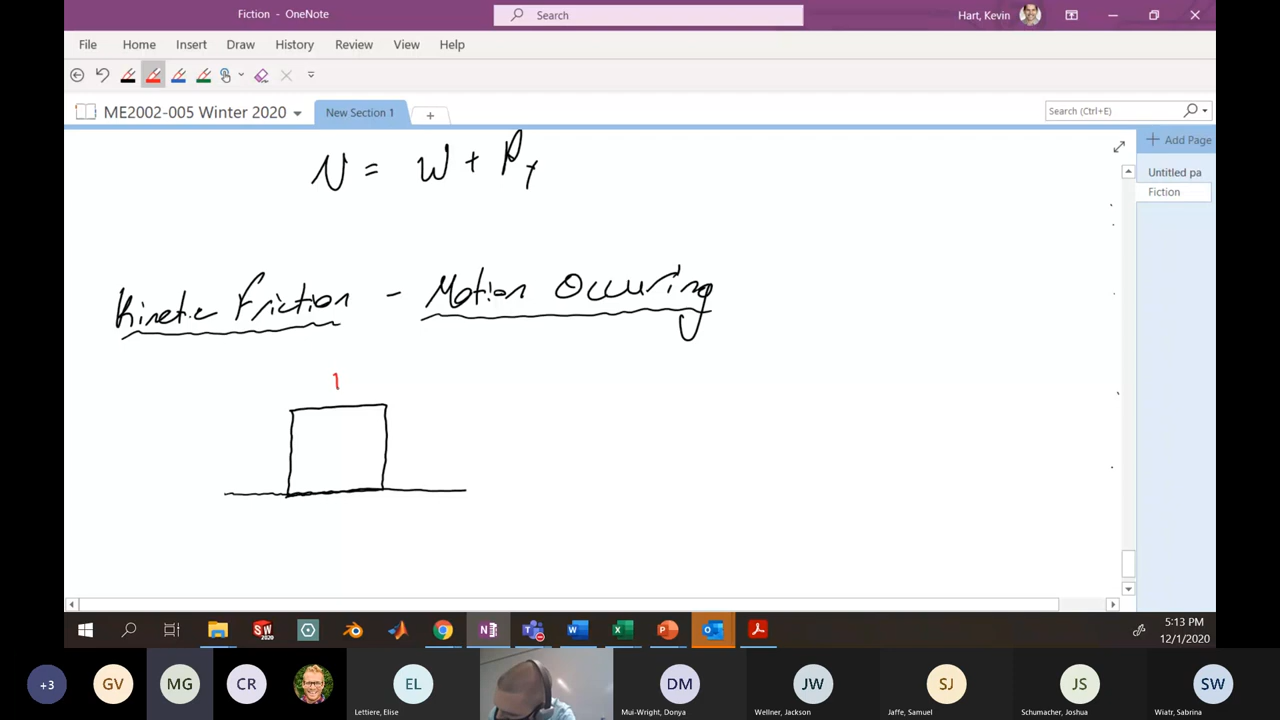 Fiction - OneNote
Search
Hart, Kevin
File Home Insert Draw History Review View Help
ME2002-005 Winter 2020
New Section 1
Search (Ctrl+E)
Add Page
Untitled pa
Fiction
N = W + Py
Kinetic Friction - Motion Occuring
5:13 PM
12/1/2020
SW
2020
+3
GV
MG
CR
EL
Lettiere, Elise
DM
Mui-Wright, Donya
JW
Wellner, Jackson
SJ
Jaffe, Samuel
JS
Schumacher, Joshua
SW
Wiatr, Sabrina